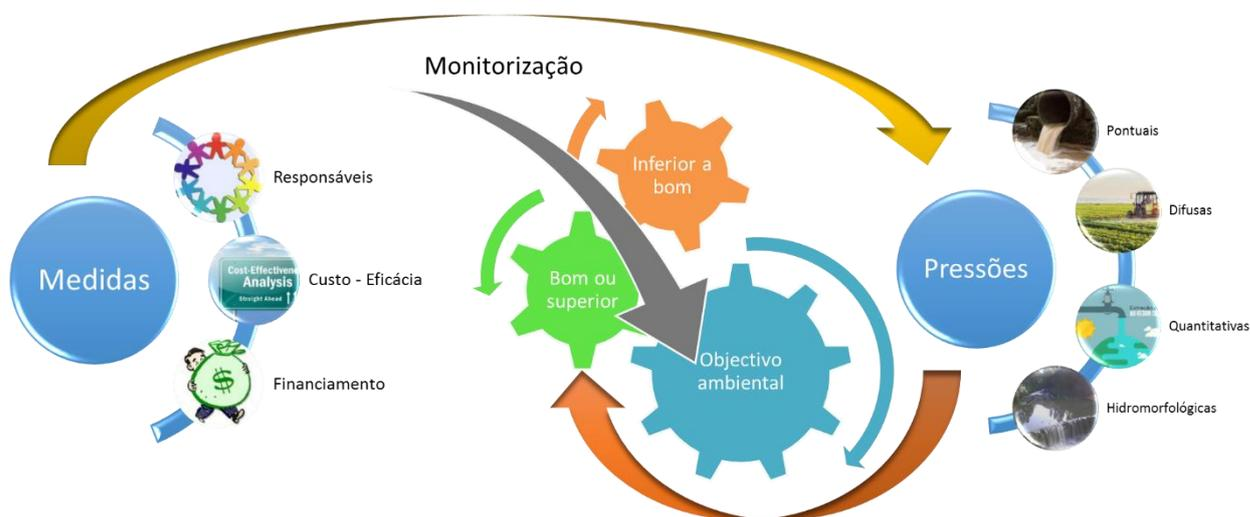 Monitorização
Medidas
Responsáveis
Cost-Effectivene
Analysis
Straight Ahead
Custo - Eficácia
$
Financiamento
Inferior a
bom
Bom ou
superior
Objectivo
ambiental
Pressões
Pontuais
Difusas
Quantitativas
Hidromorfológicas